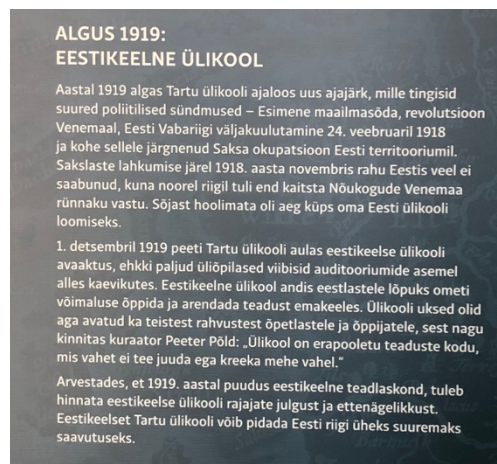 ALGUS 1919:
EESTIKEELNE ÜLIKOOL
Aastal 1919 algas Tartu ülikooli ajaloos uus ajajärk, mille tingisid
suured poliitilised sündmused – Esimene maailmasõda, revolutsioon
Venemaal, Eesti Vabariigi väljakuulutamine 24. veebruaril 1918
ja kohe sellele järgnenud Saksa okupatsioon Eesti territooriumil.
Sakslaste lahkumise järel 1918. aasta novembris rahu Eestis veel ei
saabunud, kuna noorel riigil tuli end kaitsta Nõukogude Venemaa
rünnaku vastu. Sõjast hoolimata oli aeg küps oma Eesti ülikooli
loomiseks.
1. detsembril 1919 peeti Tartu ülikooli aulas eestikeelse ülikooli
avaaktus, ehkki paljud üliõpilased viibisid auditooriumide asemel
alles kaevikutes. Eestikeelne ülikool andis eestlastele lõpuks ometi
võimaluse õppida ja arendada teadust emakeeles. Ülikooli uksed olid
aga avatud ka teistest rahvustest õpetlastele ja õppijatele, sest nagu
kinnitas kuraator Peeter Põld: „Ülikool on erapooletu teaduste kodu,
mis vahet ei tee juuda ega kreeka mehe vahel.“
Arvestades, et 1919. aastal puudus eestikeelne teadlaskond, tuleb
hinnata eestikeelse ülikooli rajajate julgust ja ettenägelikkust.
Eestikeelset Tartu ülikooli võib pidada Eesti riigi üheks suuremaks
saavutuseks.